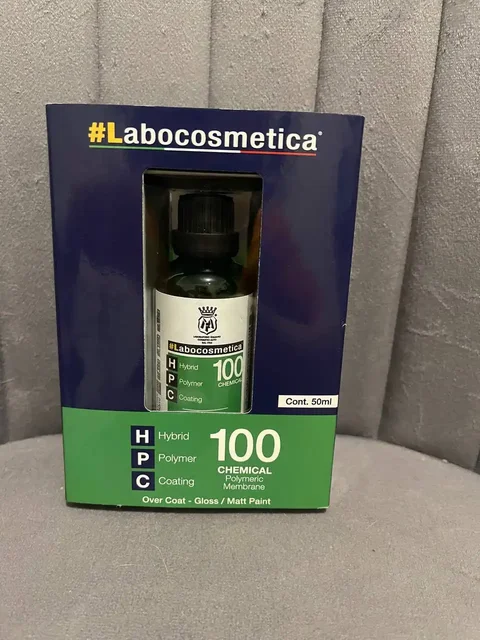 #Labocosmetica
#Labocosmetica
H Hybrid
P Polymer
C Coating
100
CHEMICAL
Cont. 50ml
H Hybrid
P Polymer
C Coating
100
CHEMICAL
Polymeric
Membrane
Over Coat - Gloss / Matt Paint